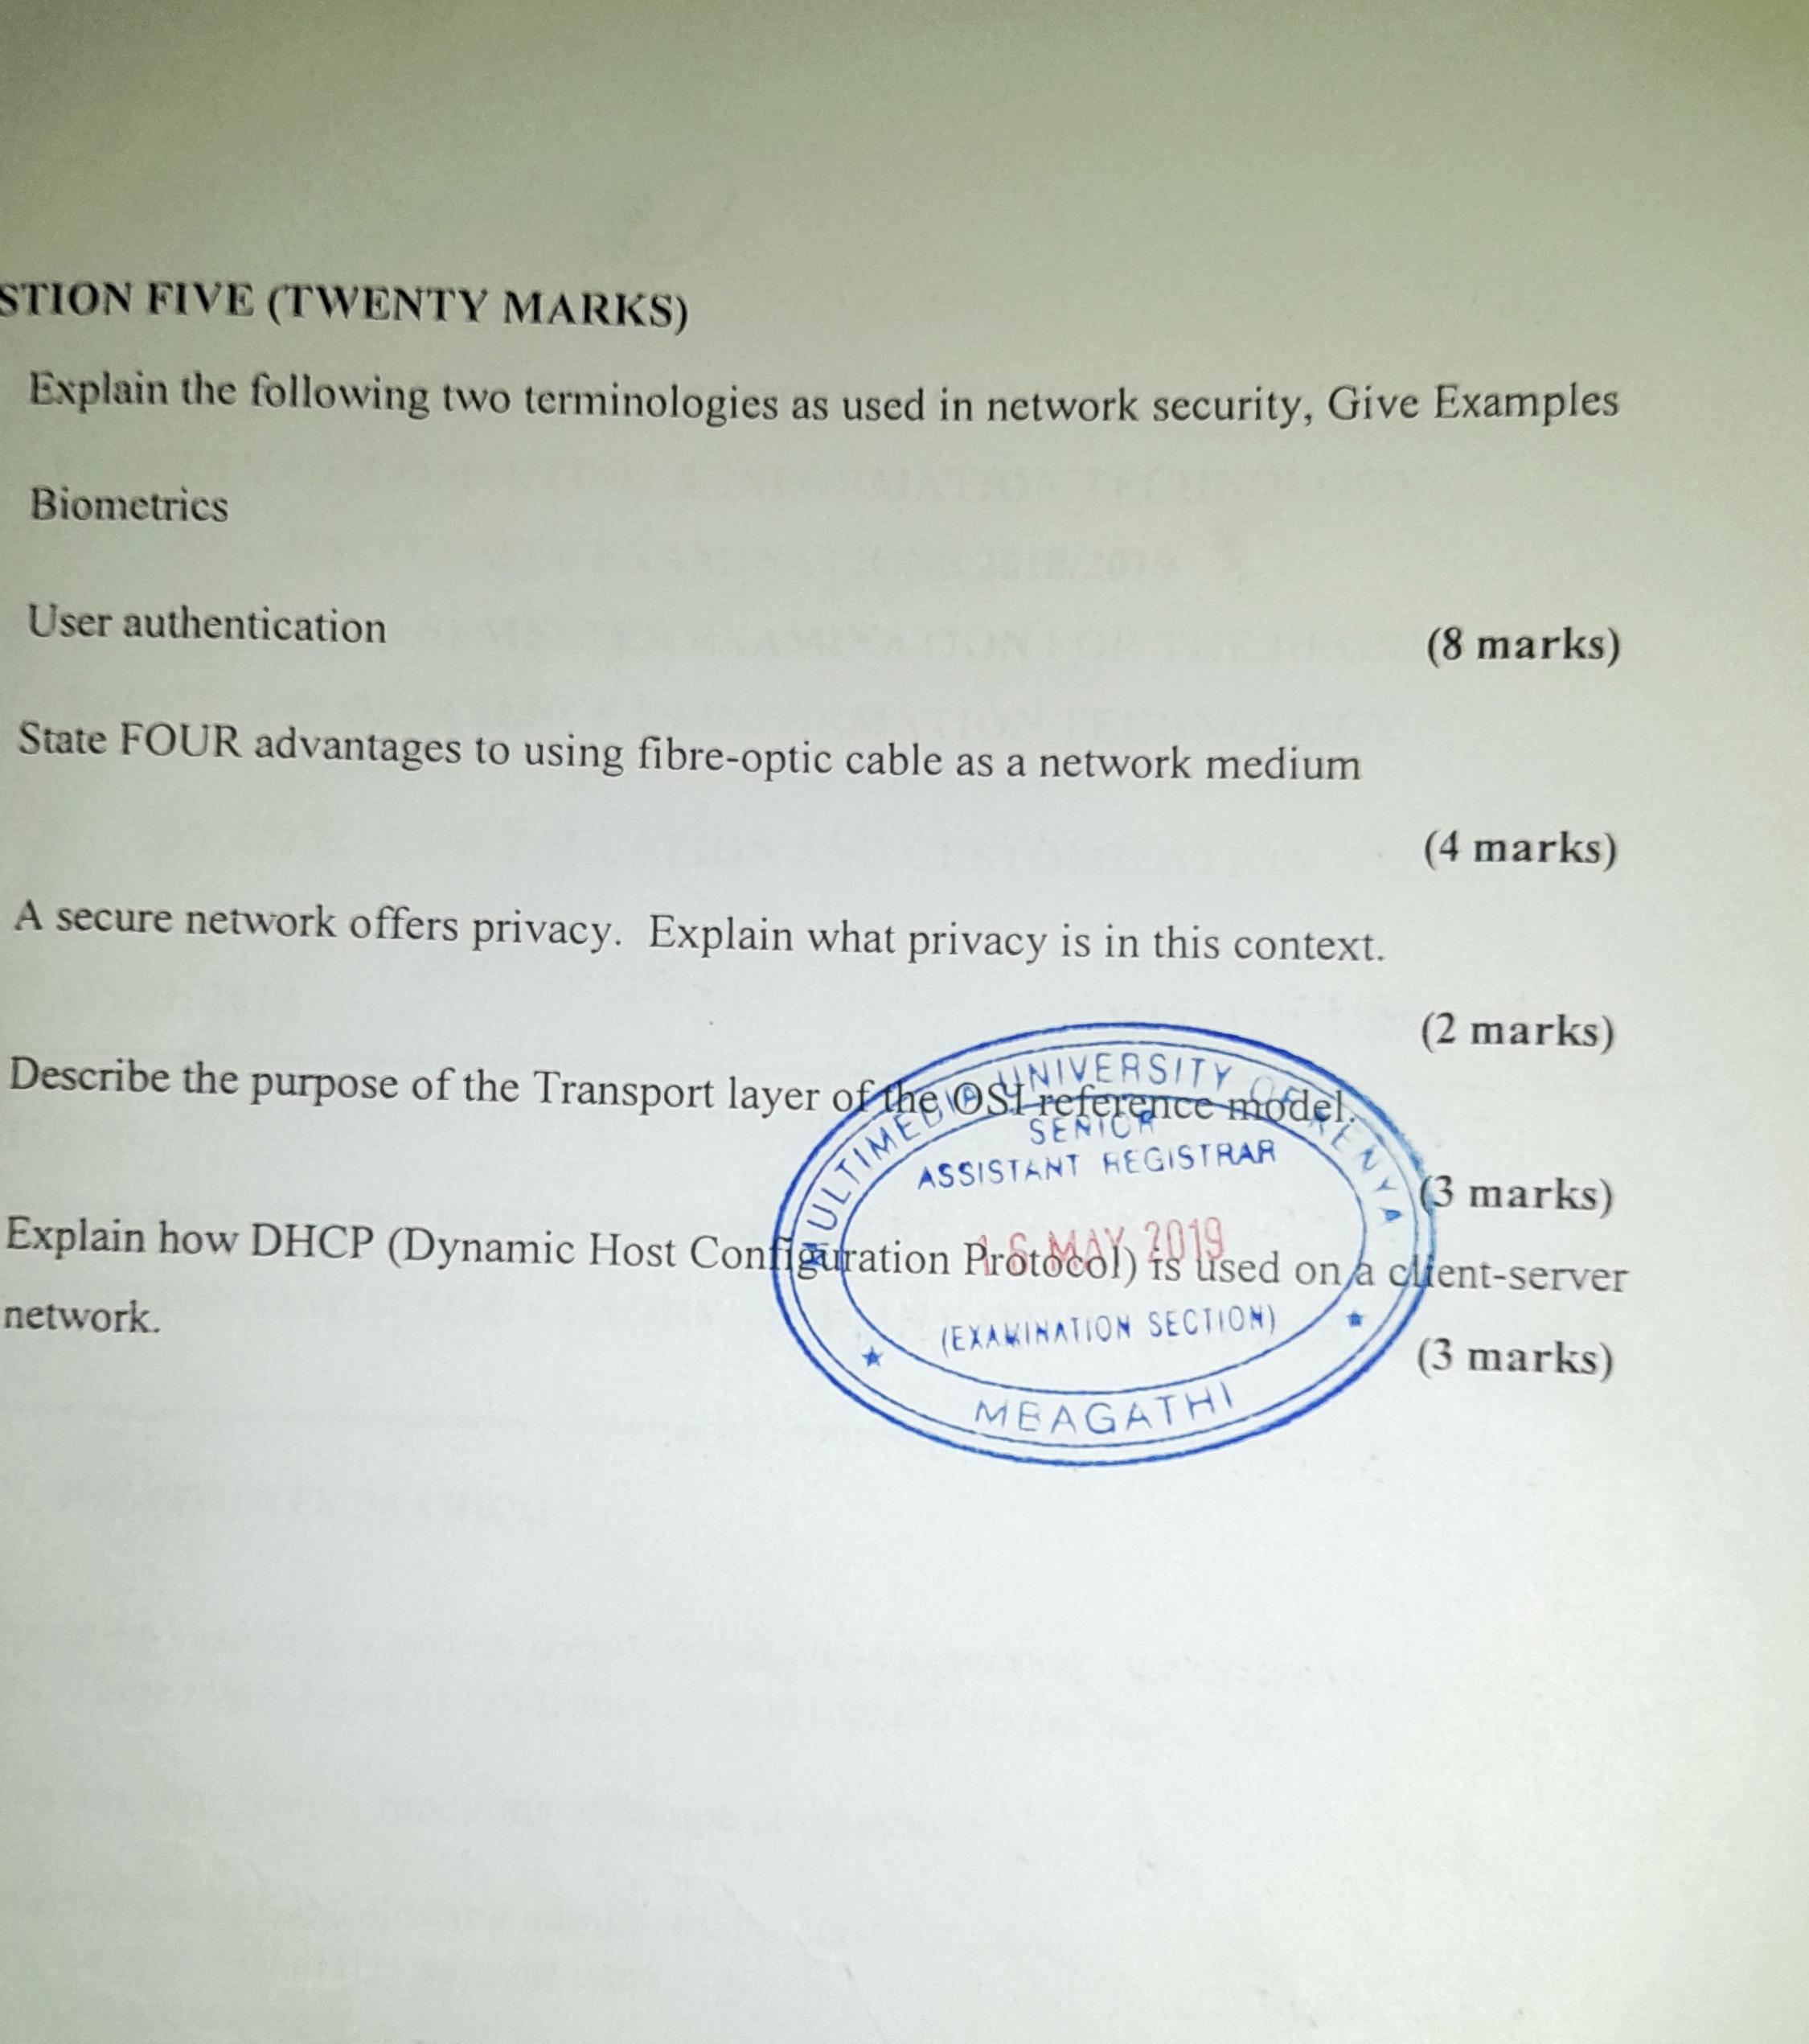 STION FIVE (TWENTY MARKS)
Explain the following two terminologies as used in network security, Give Examples
Biometrics
User authentication
(8 marks)
State FOUR advantages to using fibre-optic cable as a network medium
(4 marks)
A secure network offers privacy. Explain what privacy is in this context.
(2 marks)
Describe the purpose of the Transport layer of the OSI reference model.
(3 marks)
Explain how DHCP (Dynamic Host Configuration Protocol) is used on a client-server
network.
(3 marks)
MULTIMEDIA UNIVERSITY OF KENYA
SENIOR
ASSISTANT REGISTRAR
16 MAY 2019
(EXAMINATION SECTION)
MBAGATHI